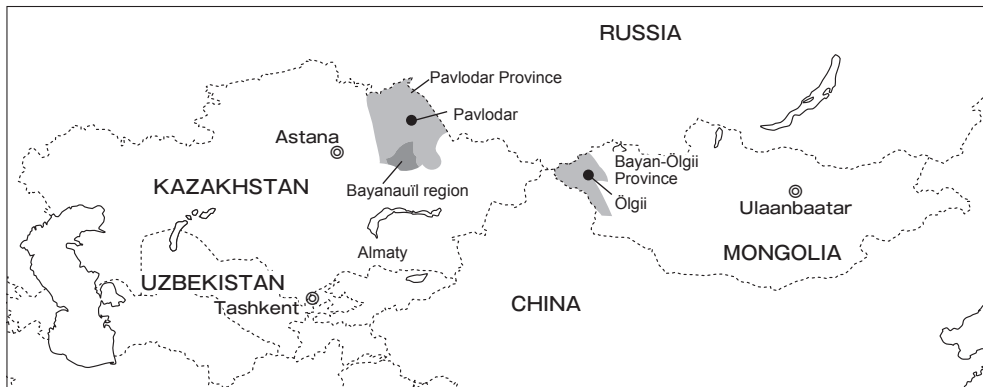 RUSSIA
Pavlodar Province
Pavlodar
Astana
Bayan-Ölgii
Province
Bayanauïl region
KAZAKHSTAN
Ölgii
Ulaanbaatar
Almaty
MONGOLIA
UZBEKISTAN
Tashkent
CHINA